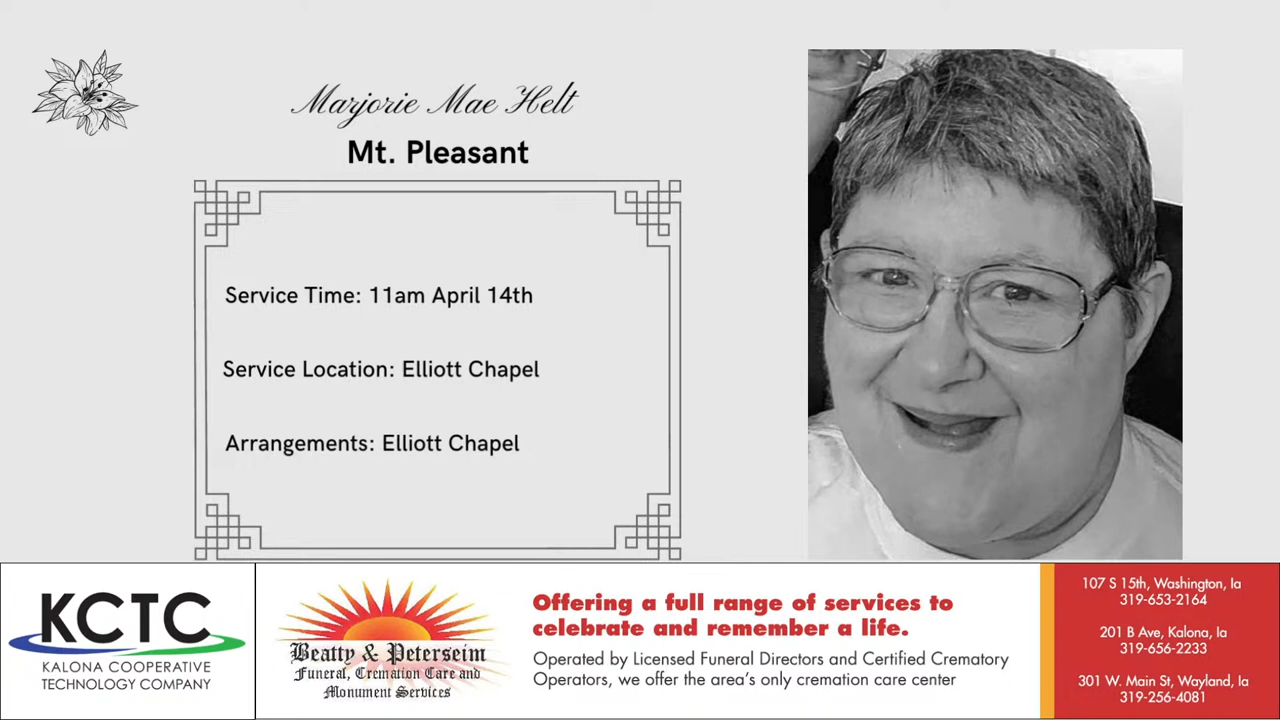 Marjorie Mae Helt
Mt. Pleasant
Service Time: 11am April 14th
Service Location: Elliott Chapel
Arrangements: Elliott Chapel
KCTC
KALONA COOPERATIVE
TECHNOLOGY COMPANY
Beatty & Peterseim
Funeral, Cremation Care and
Monument Services
Offering a full range of services to
celebrate and remember a life.
Operated by Licensed Funeral Directors and Certified Crematory
Operators, we offer the area's only cremation care center
107 S 15th, Washington, Ia
319-653-2164
201 B Ave, Kalona, Ia
319-656-2233
301 W. Main St, Wayland, Ia
319-256-4081